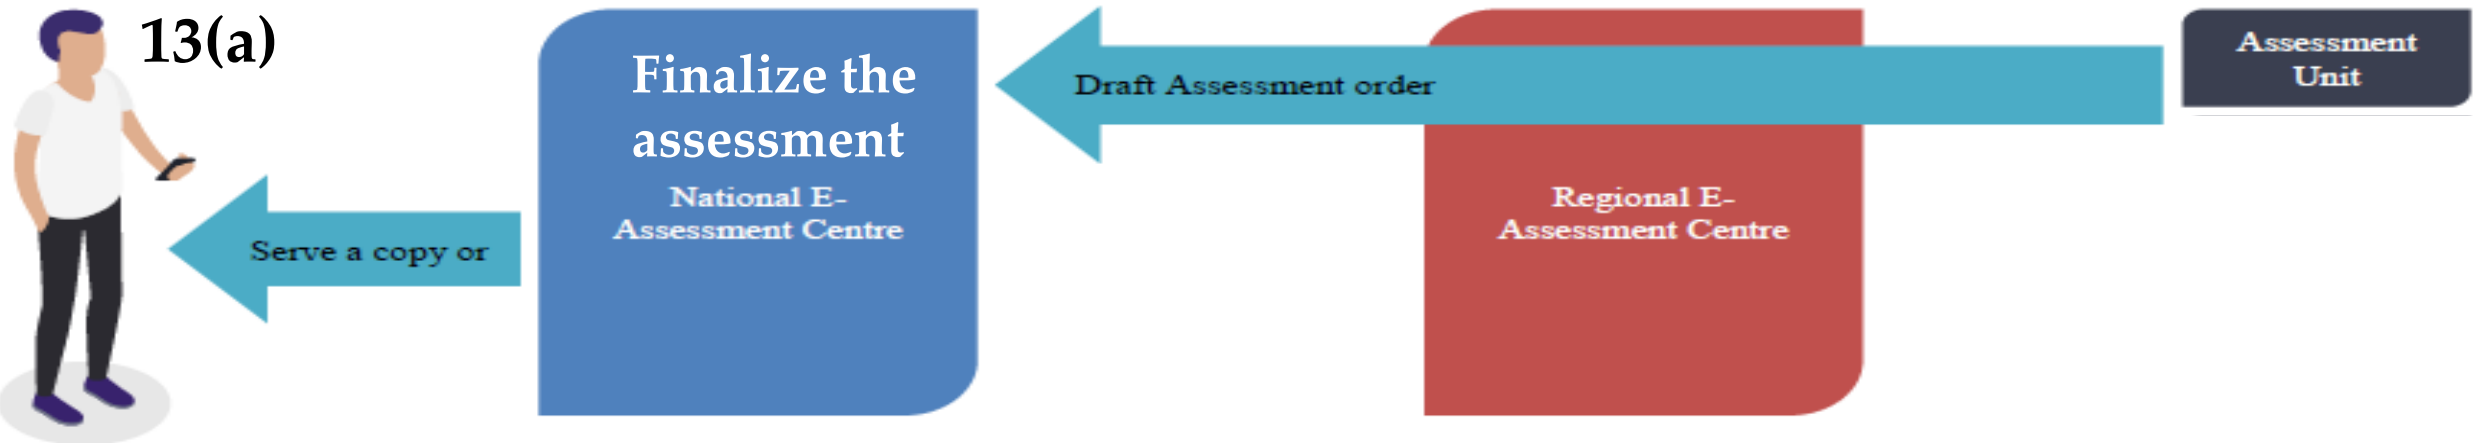 13(a)
Finalize the
assessment
National E-
Assessment Centre
Serve a copy or
Draft Assessment order
Regional E-
Assessment Centre
Assessment
Unit